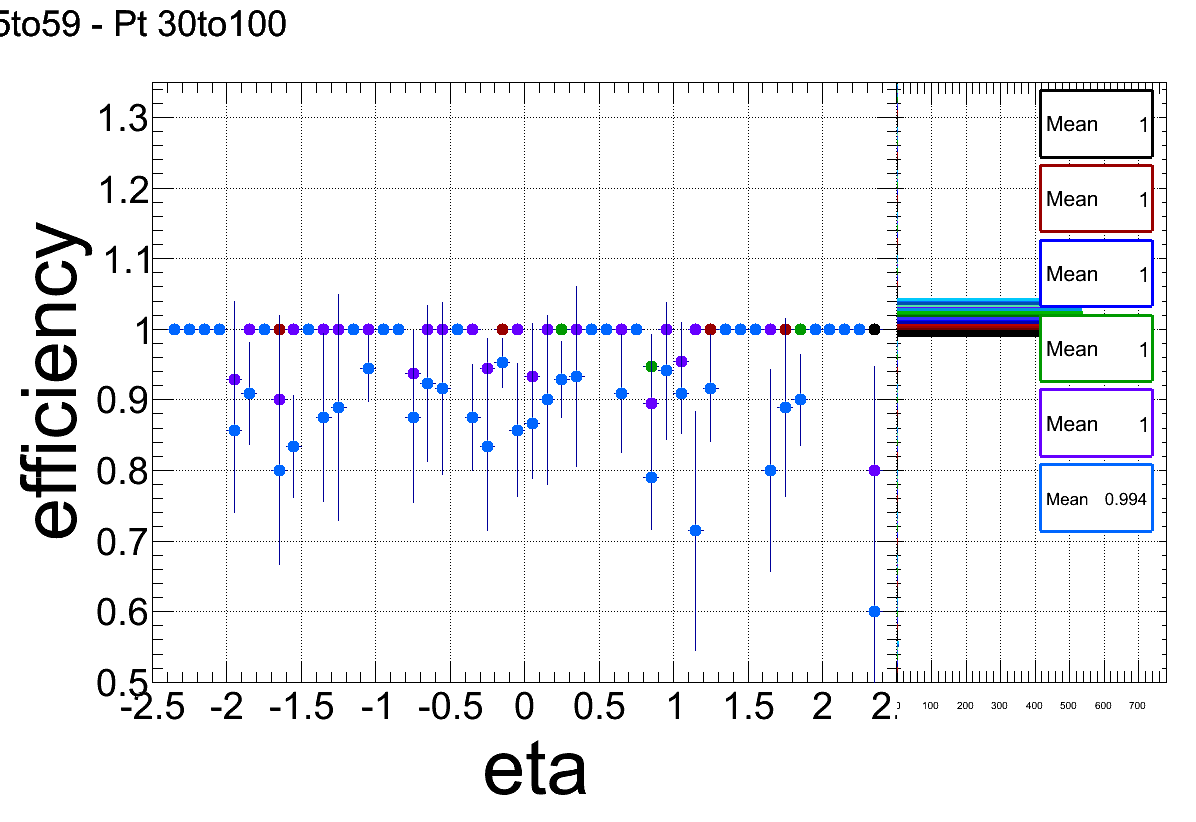 5to59 - Pt 30to100
efficiency
1.3
1.2
1.1
1
0.9
0.8
0.7
0.6
0.5
-2.5 -2 -1.5 -1 -0.5 0 0.5 1 1.5 2 2.
eta
100 200 300 400 500 600 700
Mean 1
Mean 1
Mean 1
Mean 1
Mean 1
Mean 0.994